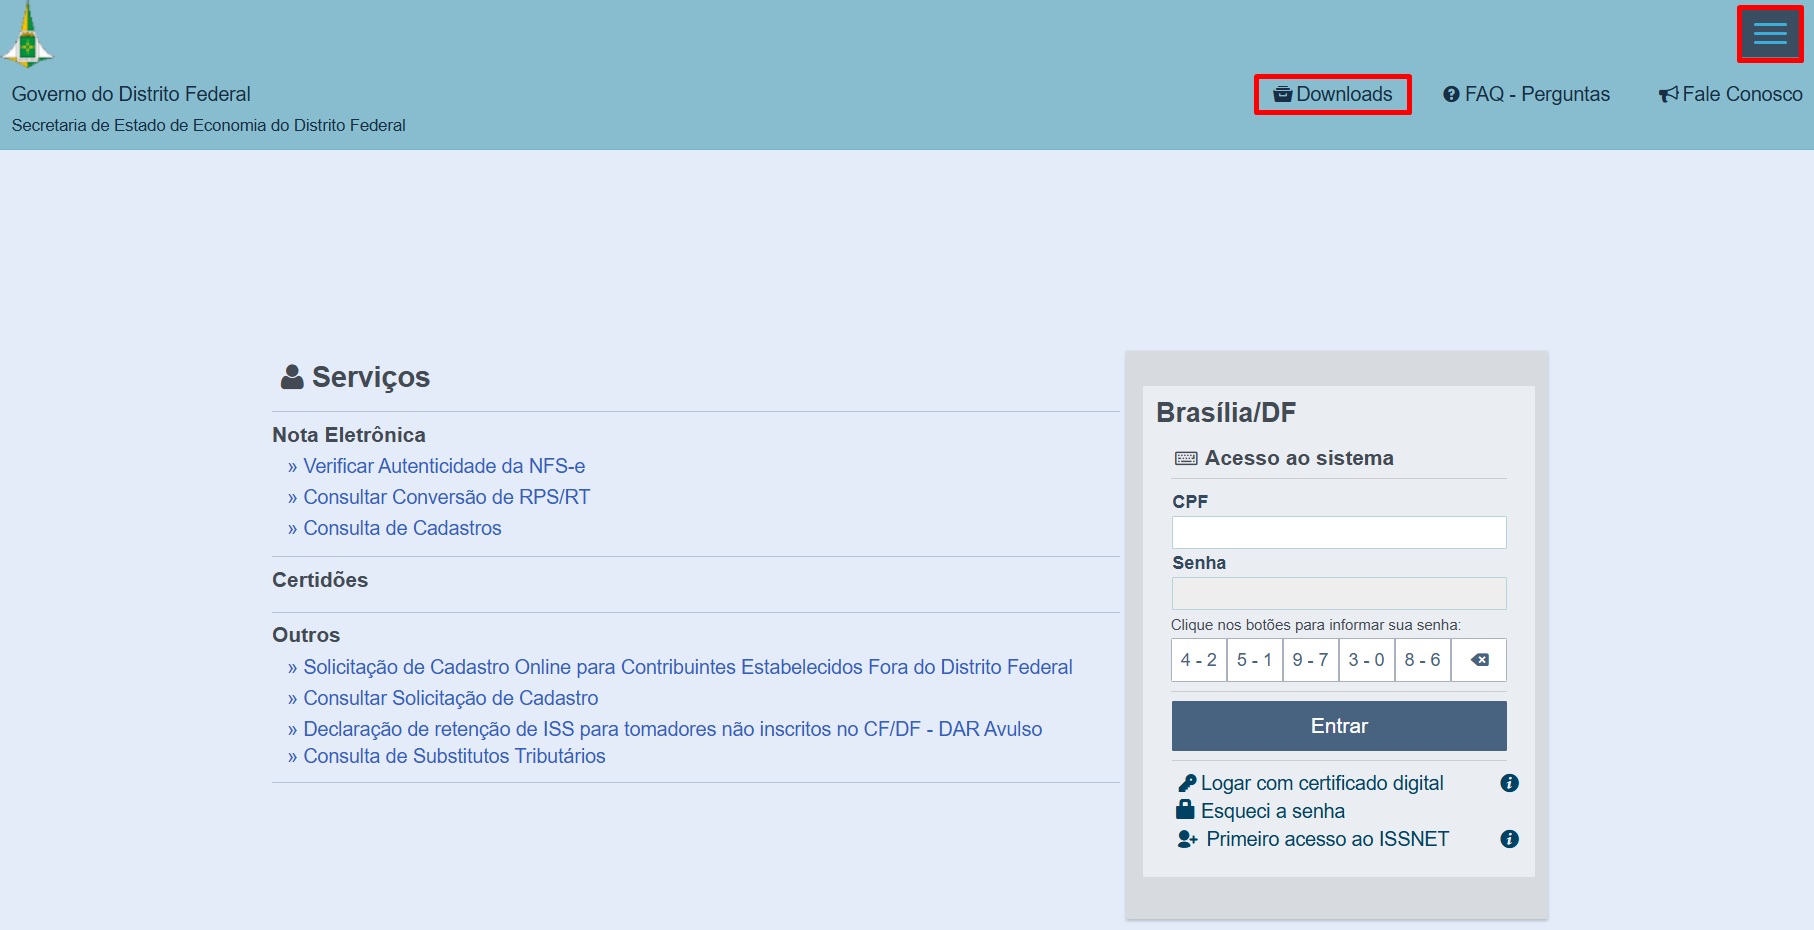 Governo do Distrito Federal
Secretaria de Estado de Economia do Distrito Federal
Downloads
FAQ - Perguntas
Fale Conosco
Serviços
Nota Eletrônica
» Verificar Autenticidade da NFS-e
» Consultar Conversão de RPS/RT
» Consulta de Cadastros
Certidões
Outros
» Solicitação de Cadastro Online para Contribuintes Estabelecidos Fora do Distrito Federal
» Consultar Solicitação de Cadastro
» Declaração de retenção de ISS para tomadores não inscritos no CF/DF - DAR Avulso
» Consulta de Substitutos Tributários
Brasília/DF
Acesso ao sistema
CPF
Senha
Clique nos botões para informar sua senha:
4 - 2 5 - 1 9 - 7 3 - 0 8 - 6
Entrar
Logar com certificado digital
Esqueci a senha
Primeiro acesso ao ISSNET